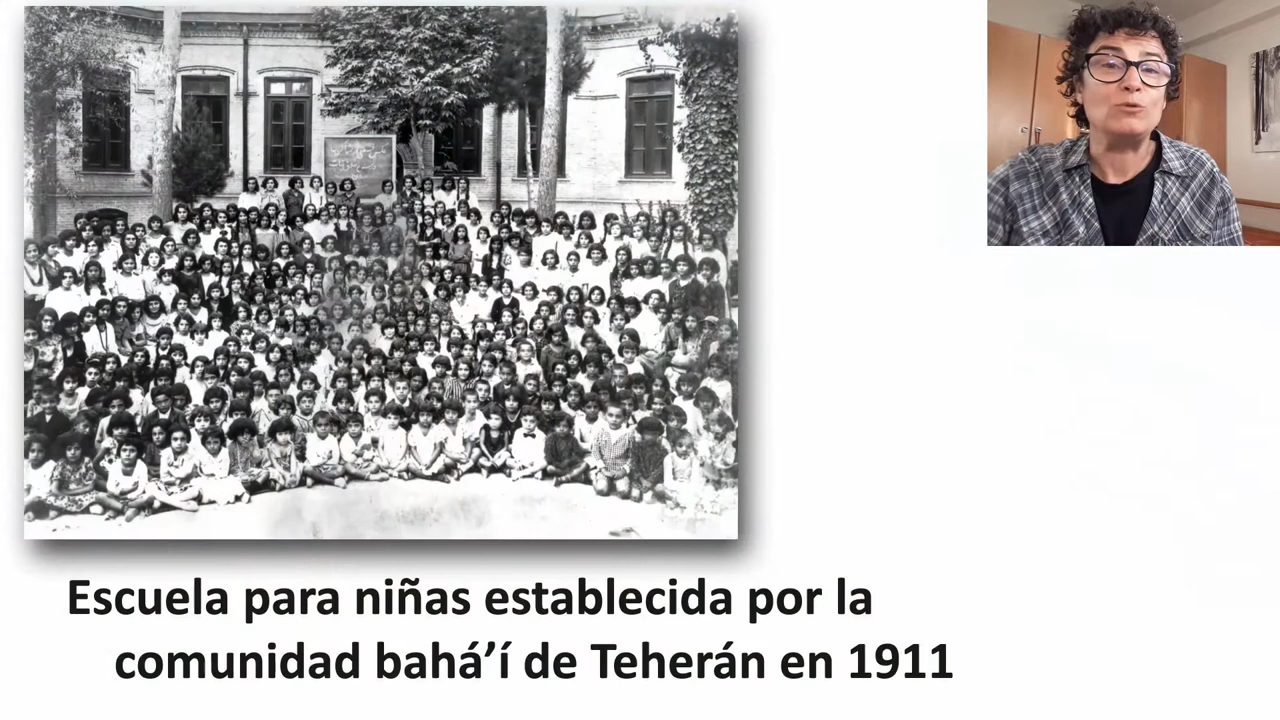 Escuela para niñas establecida por la
comunidad bahá’í de Teherán en 1911